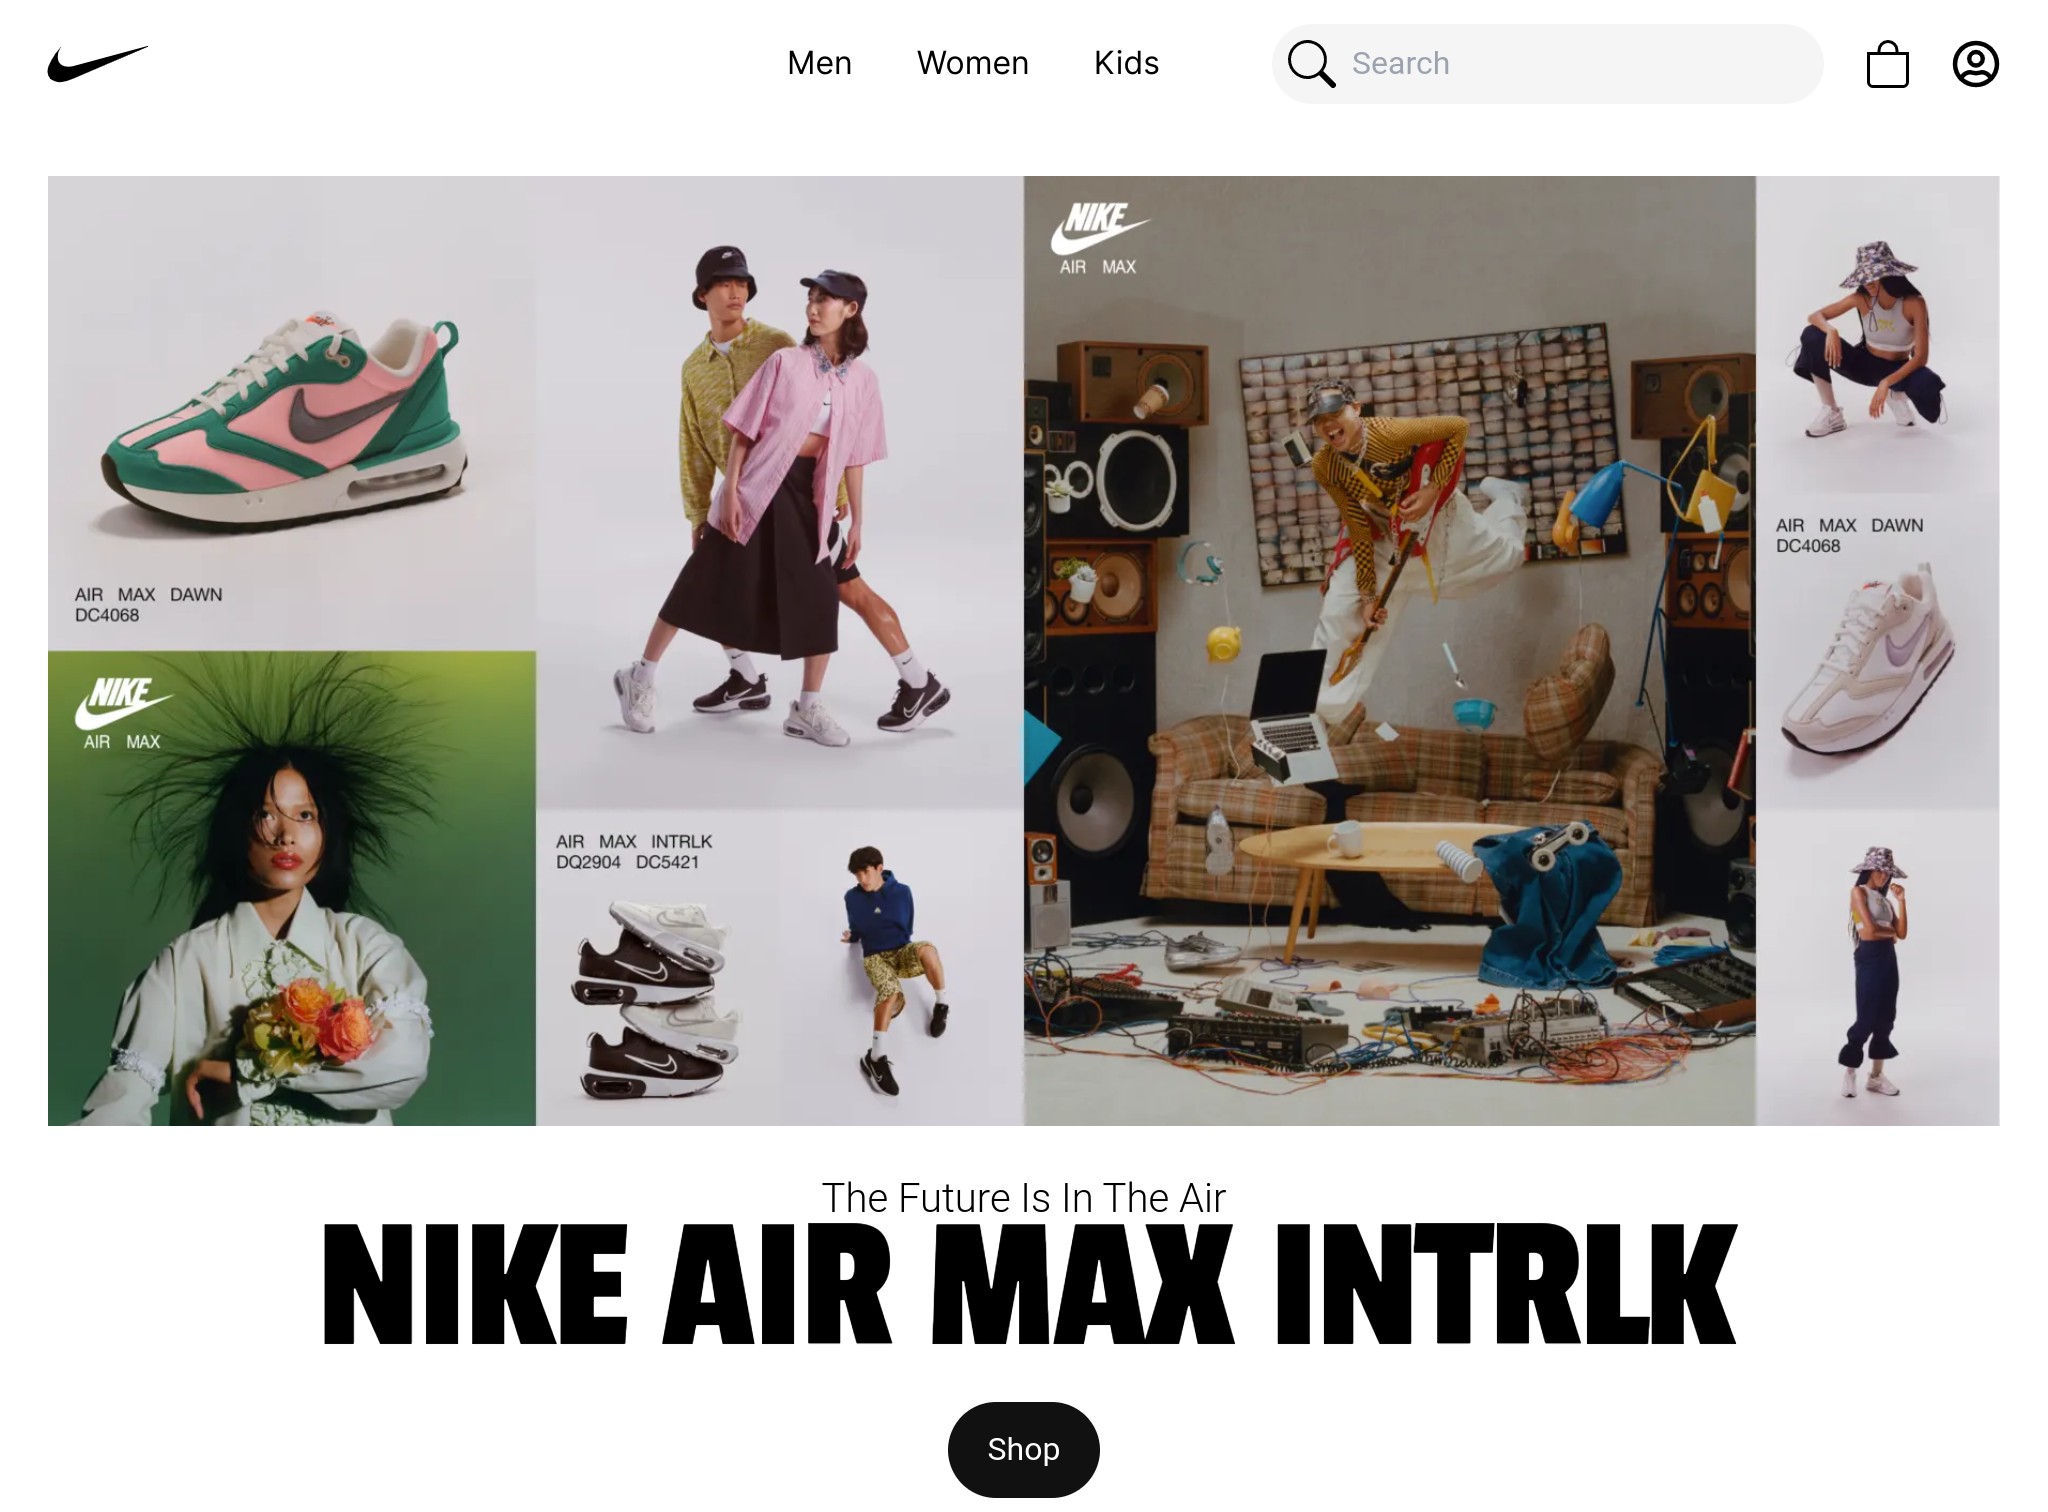 Men
Women
Kids
Search
AIR MAX DAWN
DC4068
NIKE
AIR MAX
AIR MAX INTRLK
DQ2904 DC5421
NIKE
AIR MAX
AIR MAX DAWN
DC4068
The Future Is In The Air
NIKE AIR MAX INTRLK
Shop